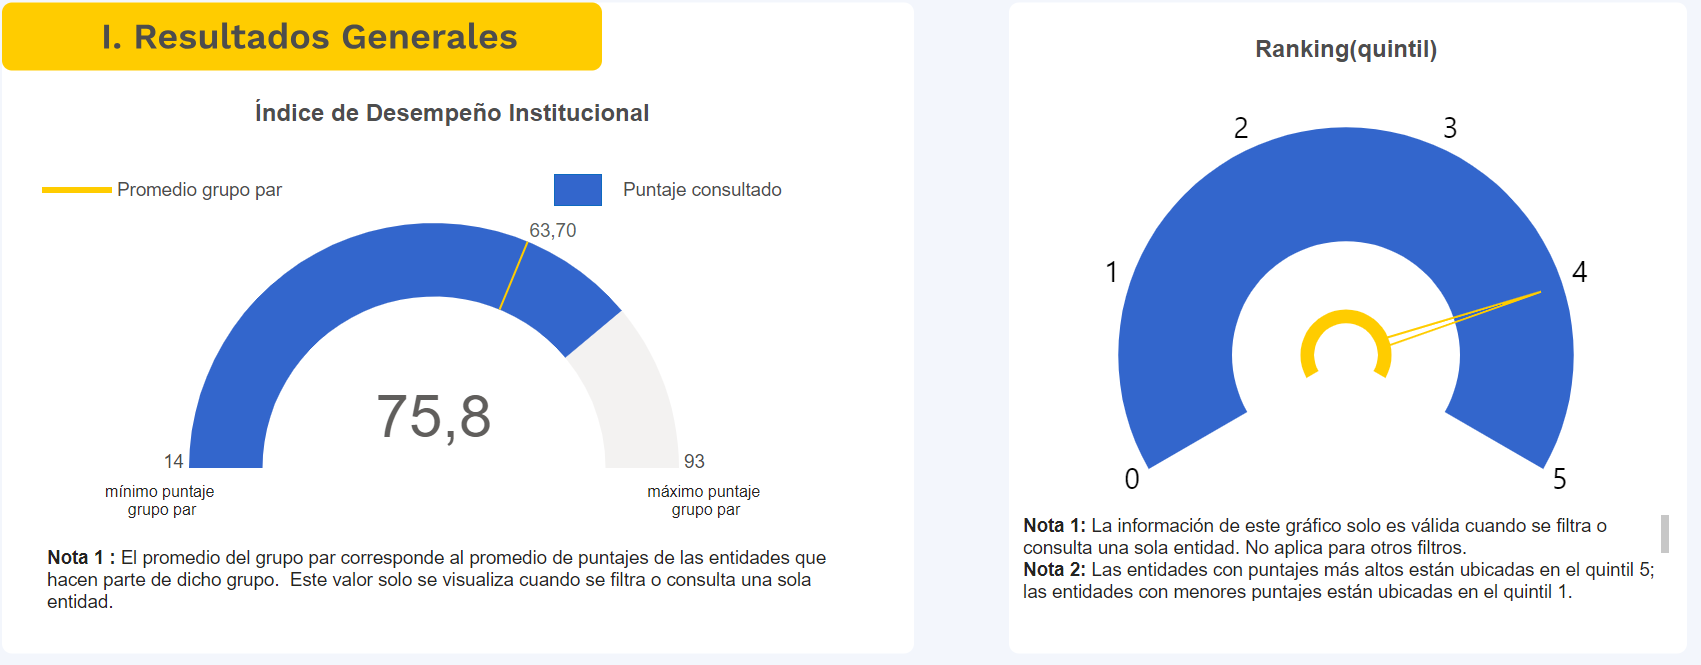 I. Resultados Generales
Índice de Desempeño Institucional
Promedio grupo par
Puntaje consultado
63,70
75,8
14
93
mínimo puntaje
grupo par
máximo puntaje
grupo par
Nota 1 : El promedio del grupo par corresponde al promedio de puntajes de las entidades que
hacen parte de dicho grupo.  Este valor solo se visualiza cuando se filtra o consulta una sola
entidad.
Ranking(quintil)
2
3
1
4
0
5
Nota 1: La información de este gráfico solo es válida cuando se filtra o
consulta una sola entidad. No aplica para otros filtros.
Nota 2: Las entidades con puntajes más altos están ubicadas en el quintil 5;
las entidades con menores puntajes están ubicadas en el quintil 1.